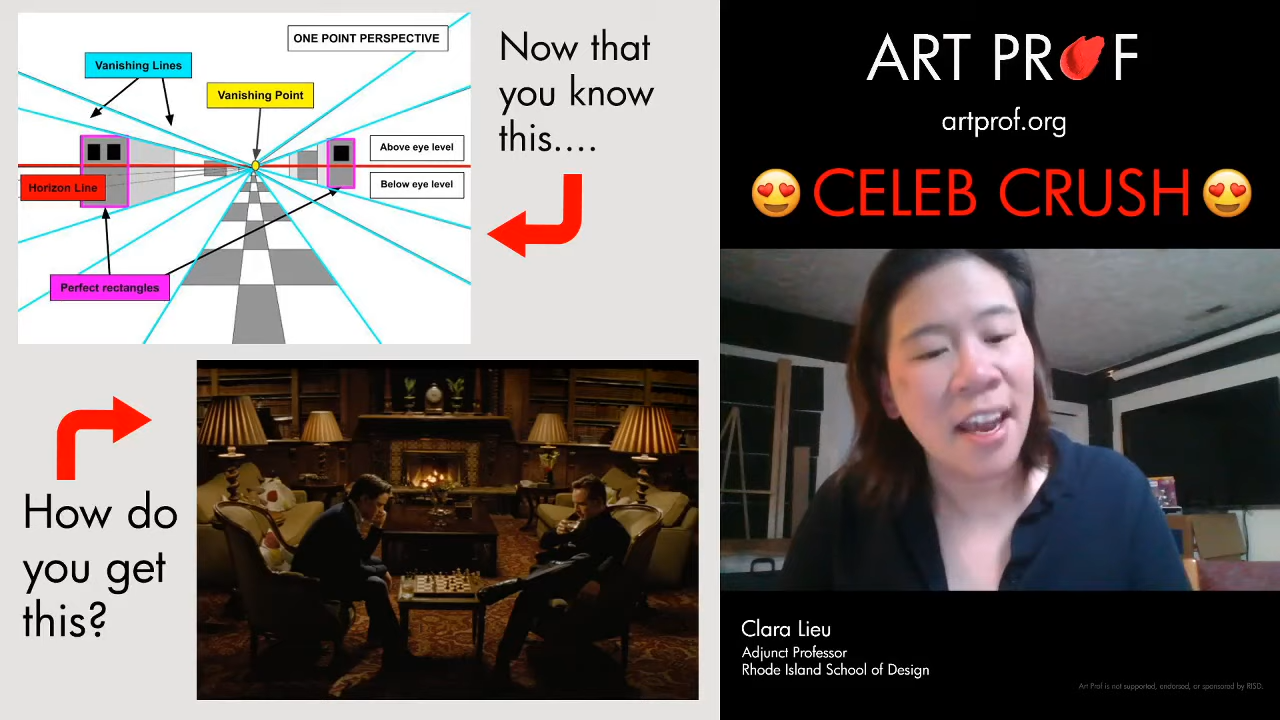 ONE POINT PERSPECTIVE
Vanishing Lines
Vanishing Point
Above eye level
Below eye level
Horizon Line
Perfect rectangles
Now that
you know
this....
How do
you get
this?
ART PROF
artprof.org
CELEB CRUSH
Clara Lieu
Adjunct Professor
Rhode Island School of Design
Art Prof is not supported, endorsed, or sponsored by RISD.